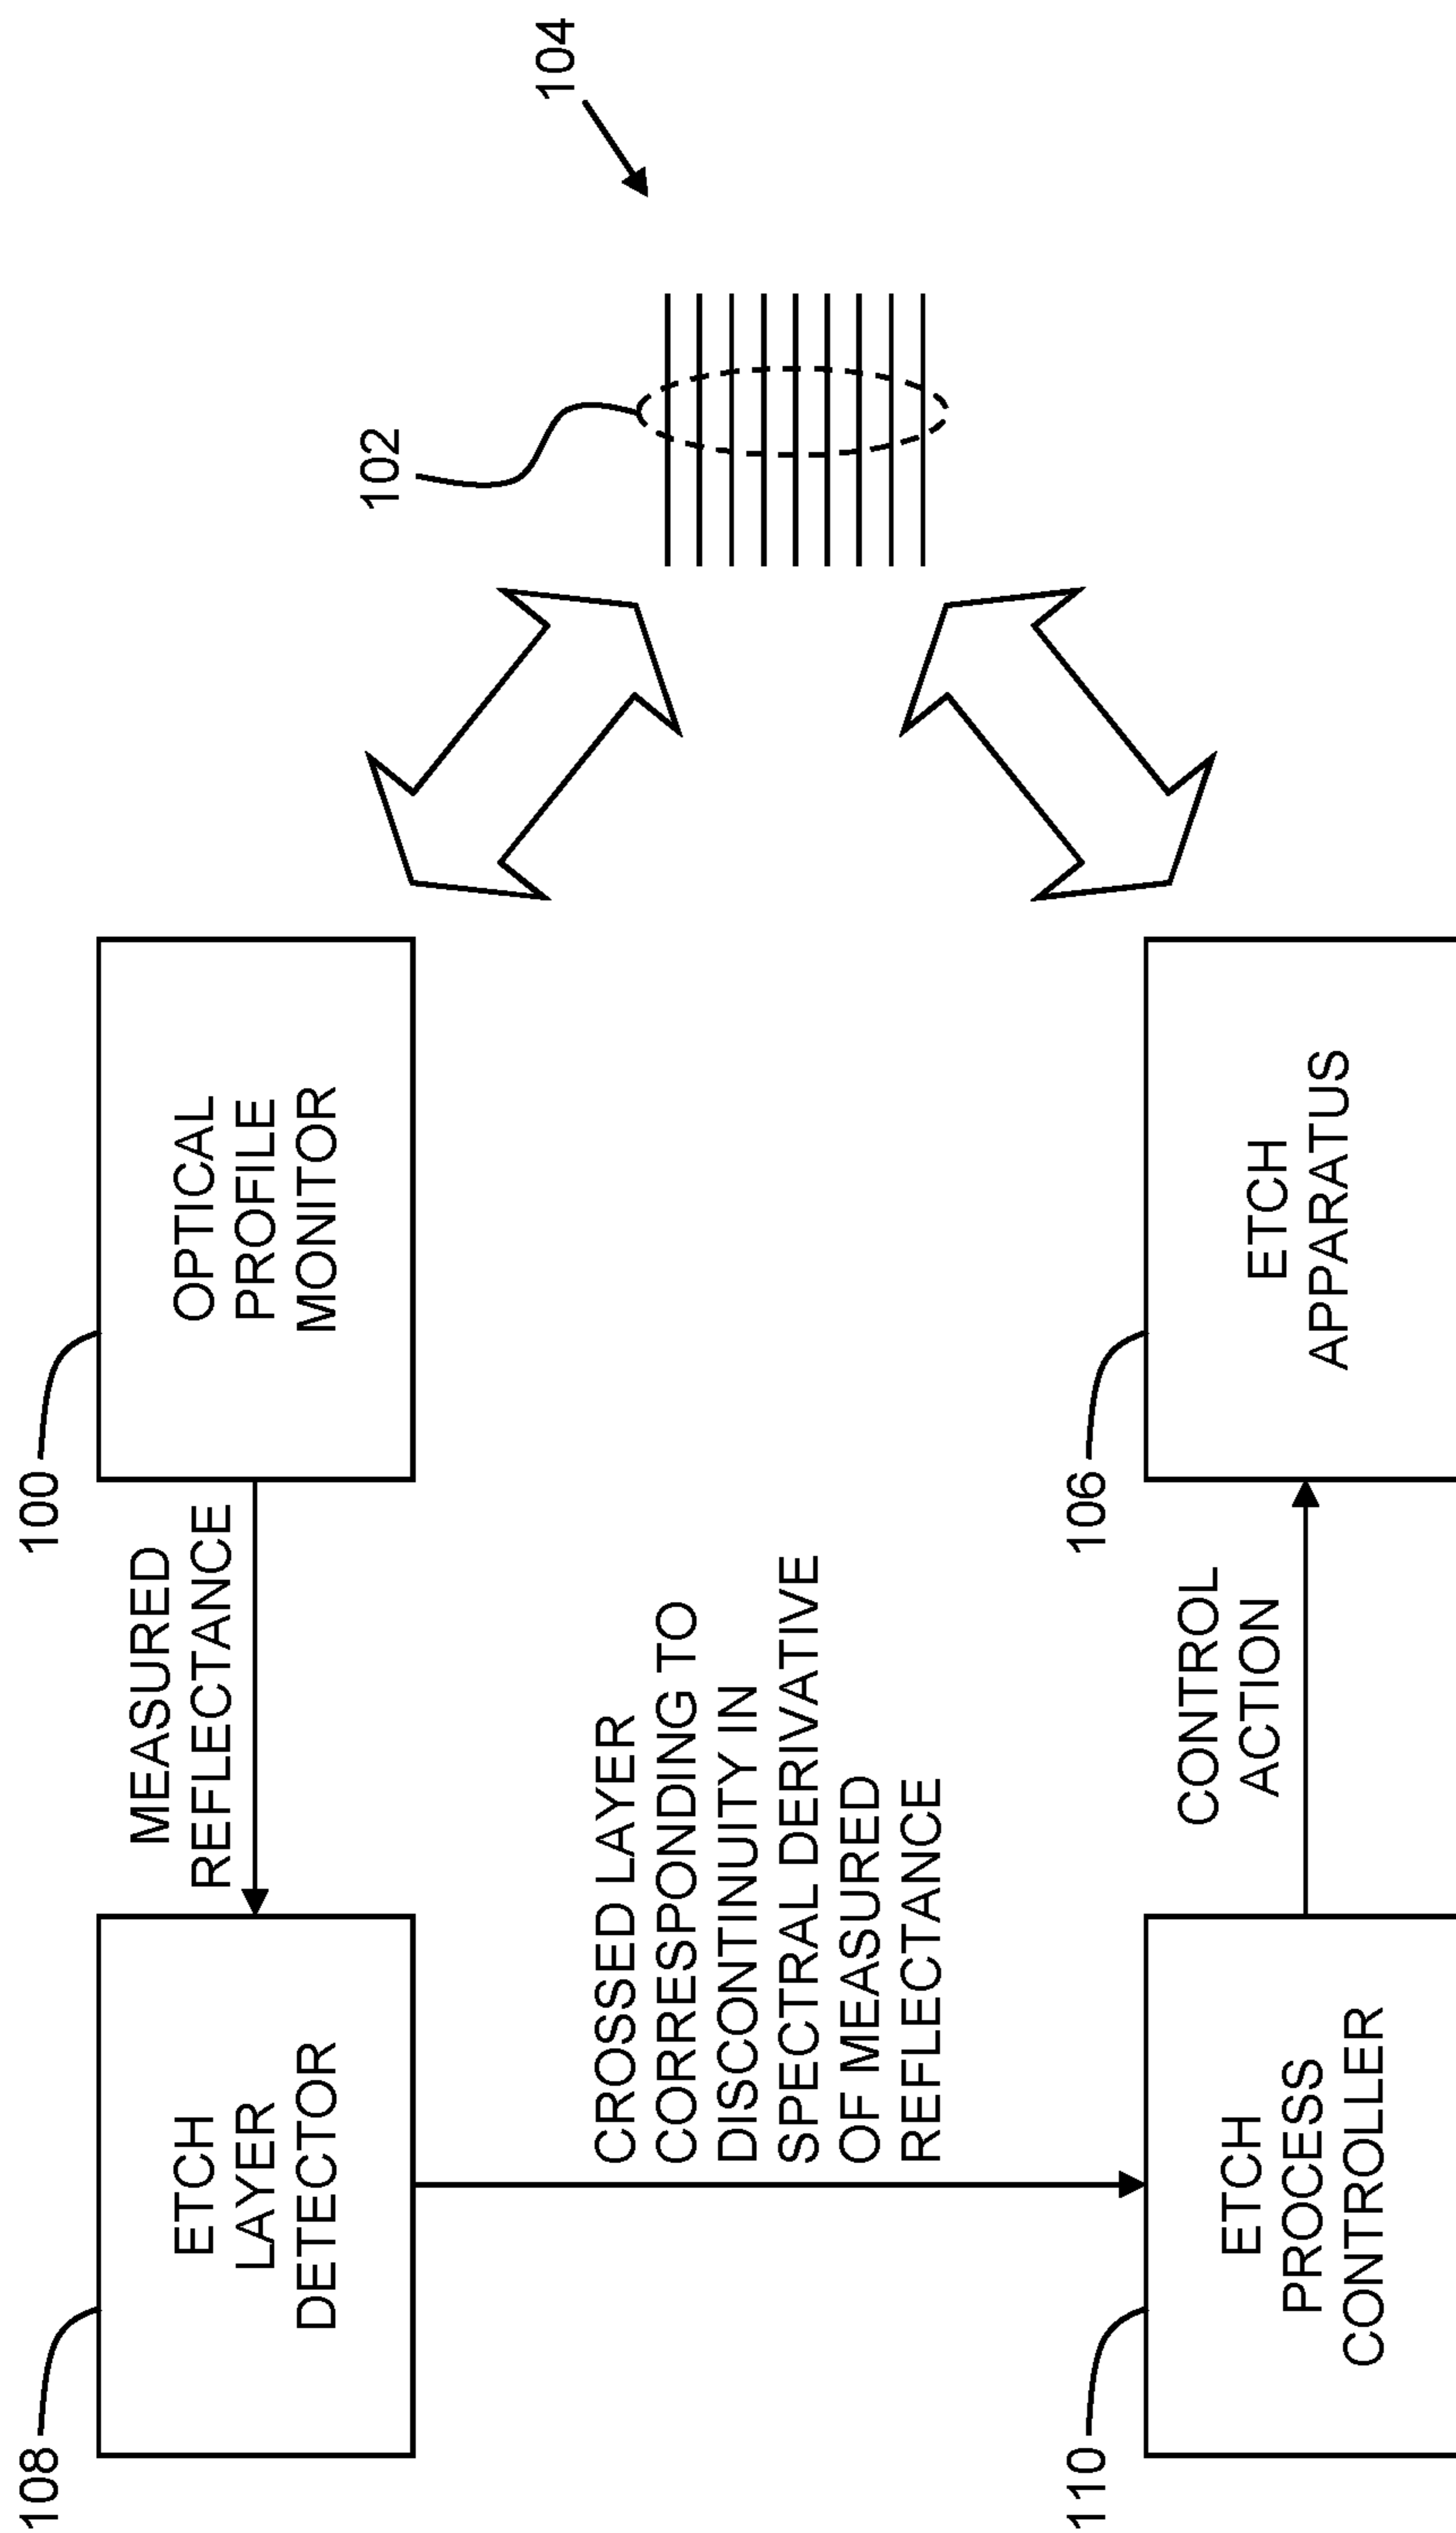 108
ETCH
LAYER
DETECTOR
MEASURED
REFLECTANCE
100
OPTICAL
PROFILE
MONITOR
102
104
CROSSED LAYER
CORRESPONDING TO
DISCONTINUITY IN
SPECTRAL DERIVATIVE
OF MEASURED
REFLECTANCE
110
ETCH
PROCESS
CONTROLLER
CONTROL
ACTION
106
ETCH
APPARATUS